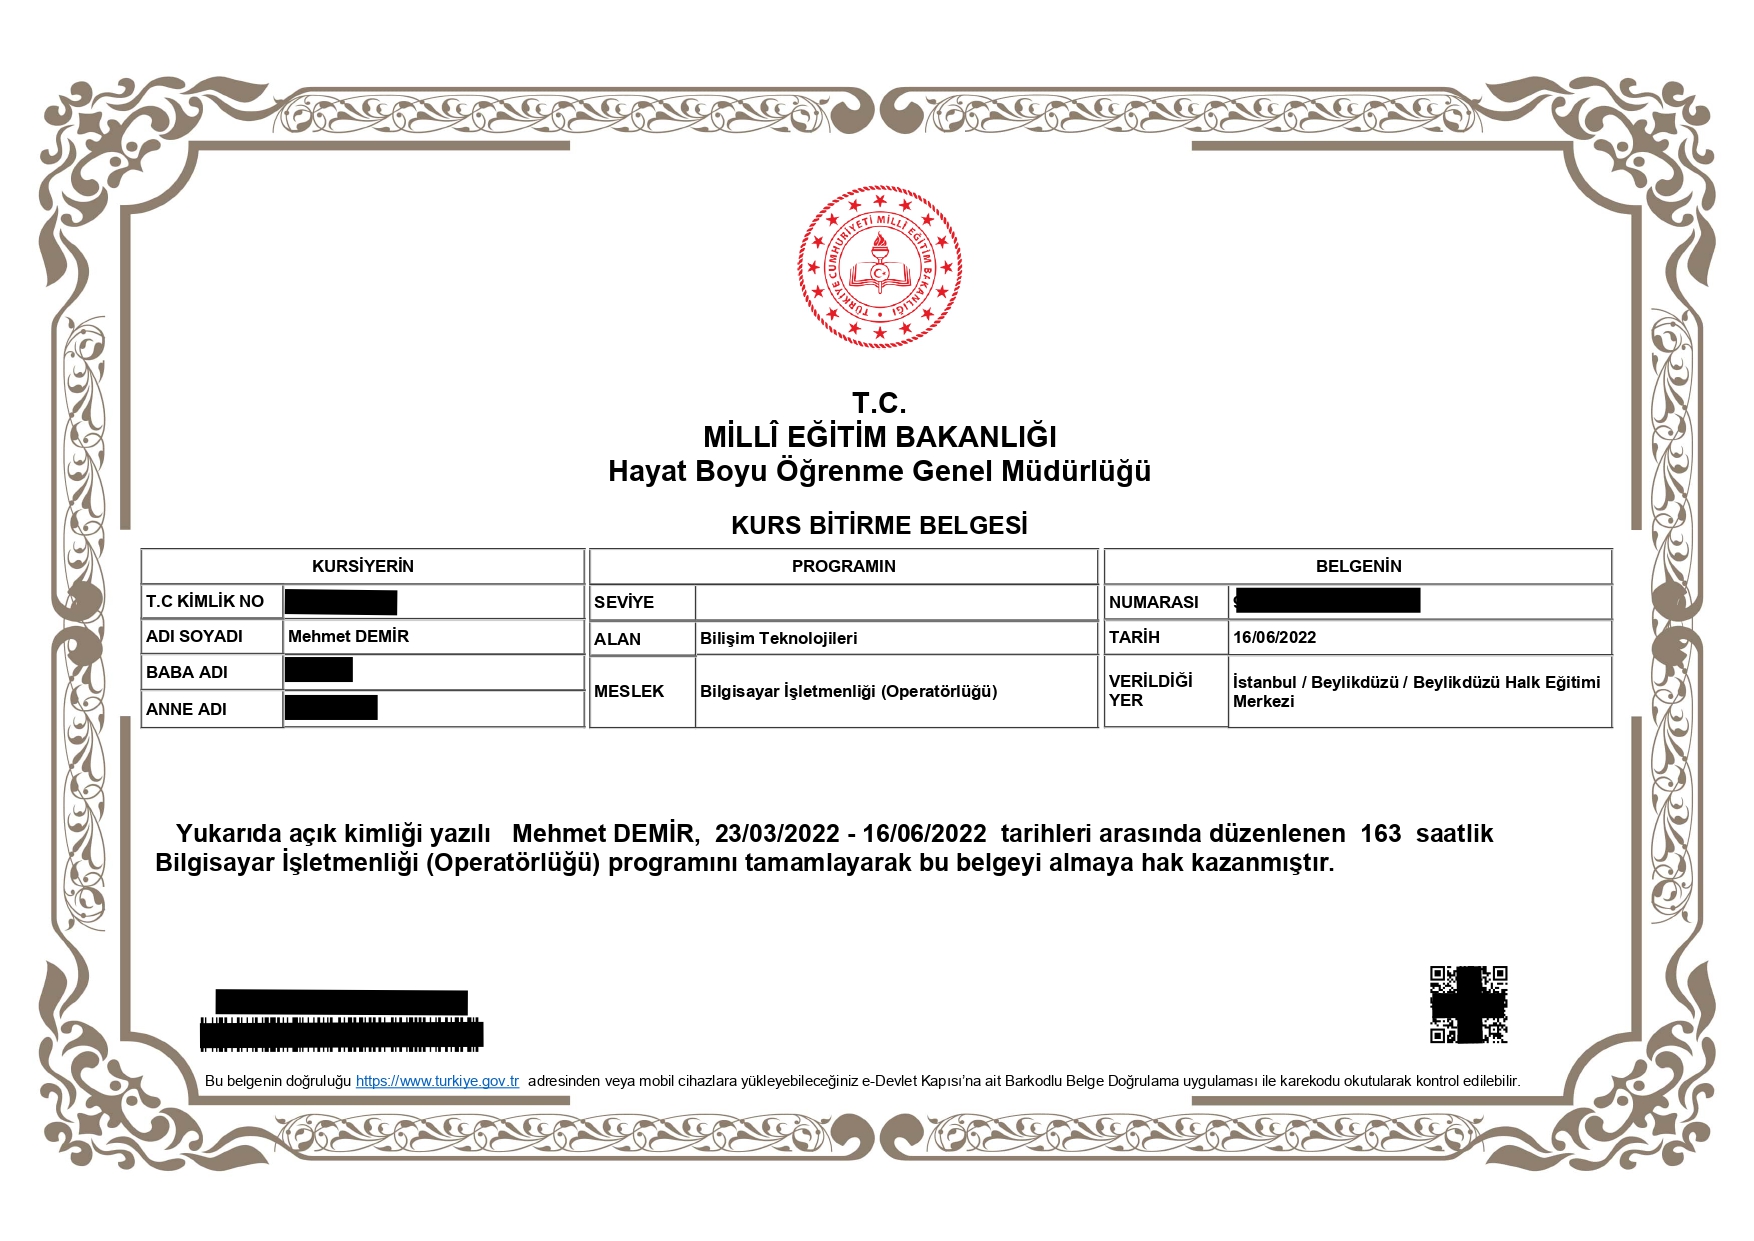 TÜRKİYE CUMHURİYETİ MİLLÎ EĞİTİM BAKANLIĞI
T.C.
MİLLÎ EĞİTİM BAKANLIĞI
Hayat Boyu Öğrenme Genel Müdürlüğü
KURS BİTİRME BELGESİ
KURSİYERİN
T.C KİMLİK NO
ADI SOYADI Mehmet DEMİR
BABA ADI
ANNE ADI
PROGRAMIN
SEVİYE
ALAN Bilişim Teknolojileri
MESLEK Bilgisayar İşletmenliği (Operatörlüğü)
BELGENİN
NUMARASI
TARİH 16/06/2022
VERİLDİĞİ YER İstanbul / Beylikdüzü / Beylikdüzü Halk Eğitimi
Merkezi
Yukarıda açık kimliği yazılı Mehmet DEMİR, 23/03/2022 - 16/06/2022 tarihleri arasında düzenlenen 163 saatlik
Bilgisayar İşletmenliği (Operatörlüğü) programını tamamlayarak bu belgeyi almaya hak kazanmıştır.
Bu belgenin doğruluğu https://www.turkiye.gov.tr adresinden veya mobil cihazlara yükleyebileceğiniz e-Devlet Kapısı’na ait Barkodlu Belge Doğrulama uygulaması ile karekodu okutularak kontrol edilebilir.